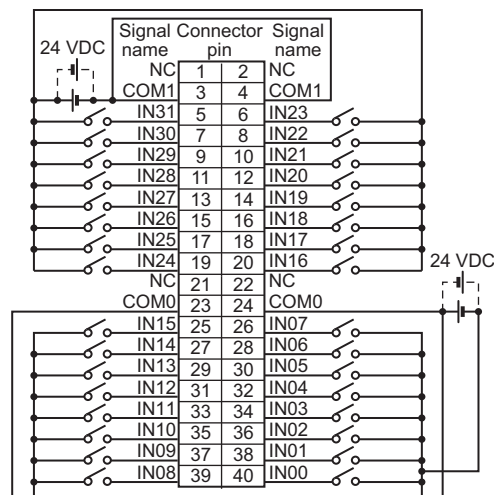 Signal Connector Signal
name pin name
24 VDC
NC 1 2 NC
COM1 3 4 COM1
IN31 5 6 IN23
IN30 7 8 IN22
IN29 9 10 IN21
IN28 11 12 IN20
IN27 13 14 IN19
IN26 15 16 IN18
IN25 17 18 IN17
IN24 19 20 IN16
24 VDC
NC 21 22 NC
COM0 23 24 COM0
IN15 25 26 IN07
IN14 27 28 IN06
IN13 29 30 IN05
IN12 31 32 IN04
IN11 33 34 IN03
IN10 35 36 IN02
IN09 37 38 IN01
IN08 39 40 IN00